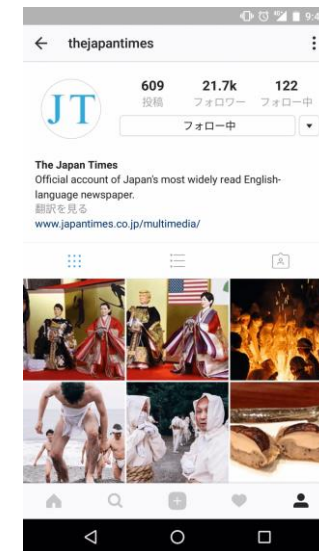 9:4
thejapantimes
JT
609 21.7k 122
投稿 フォロワー フォロー中
フォロー中
The Japan Times
Official account of Japan's most widely read English-
language newspaper.
翻訳を見る
www.japantimes.co.jp/multimedia/